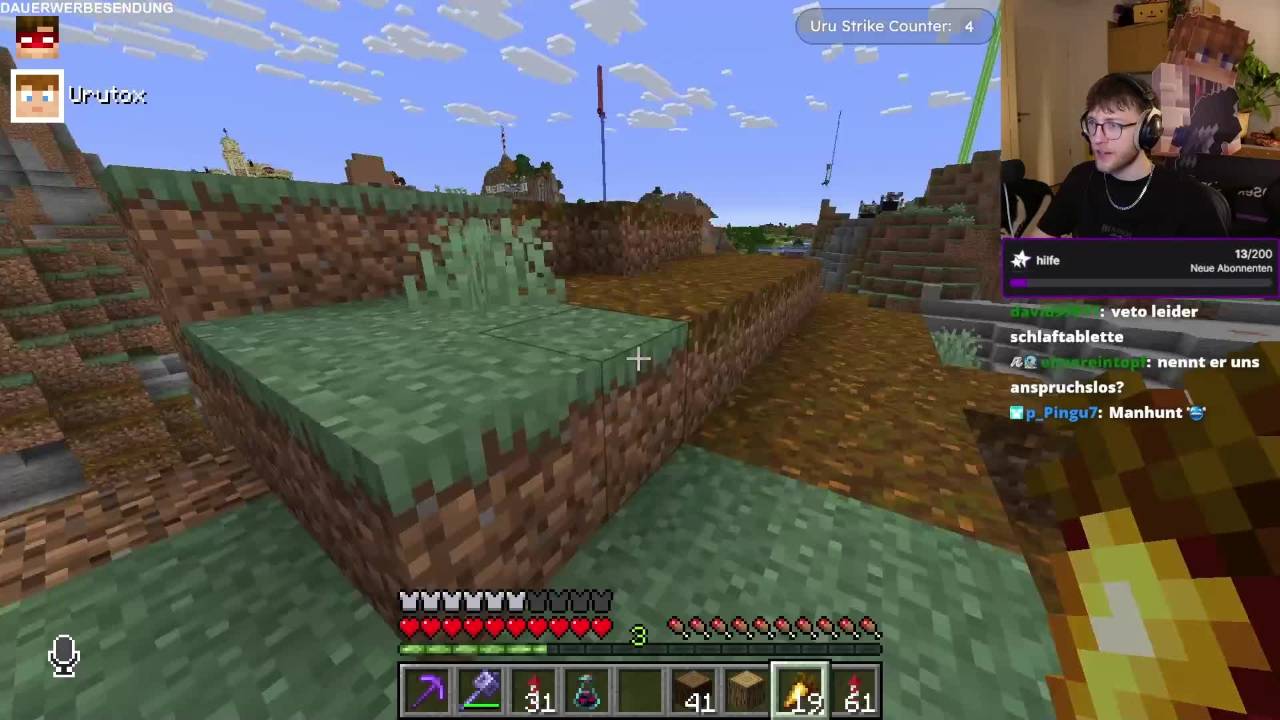 DAUERWERBESENDUNG
Uru Strike Counter: 4
Urutox
hilfe
13/200
Neue Abonnenten
: veto leider
schlaftablette
: nennt er uns
anspruchslos?
p_Pingu7: Manhunt
3
31
41
19
61